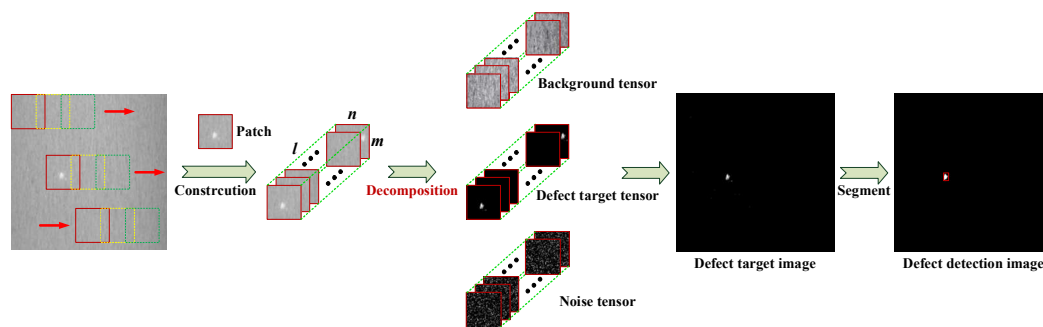 Patch
Constrcution
l
n
m
Decomposition
Background tensor
Defect target tensor
Noise tensor
Defect target image
Segment
Defect detection image